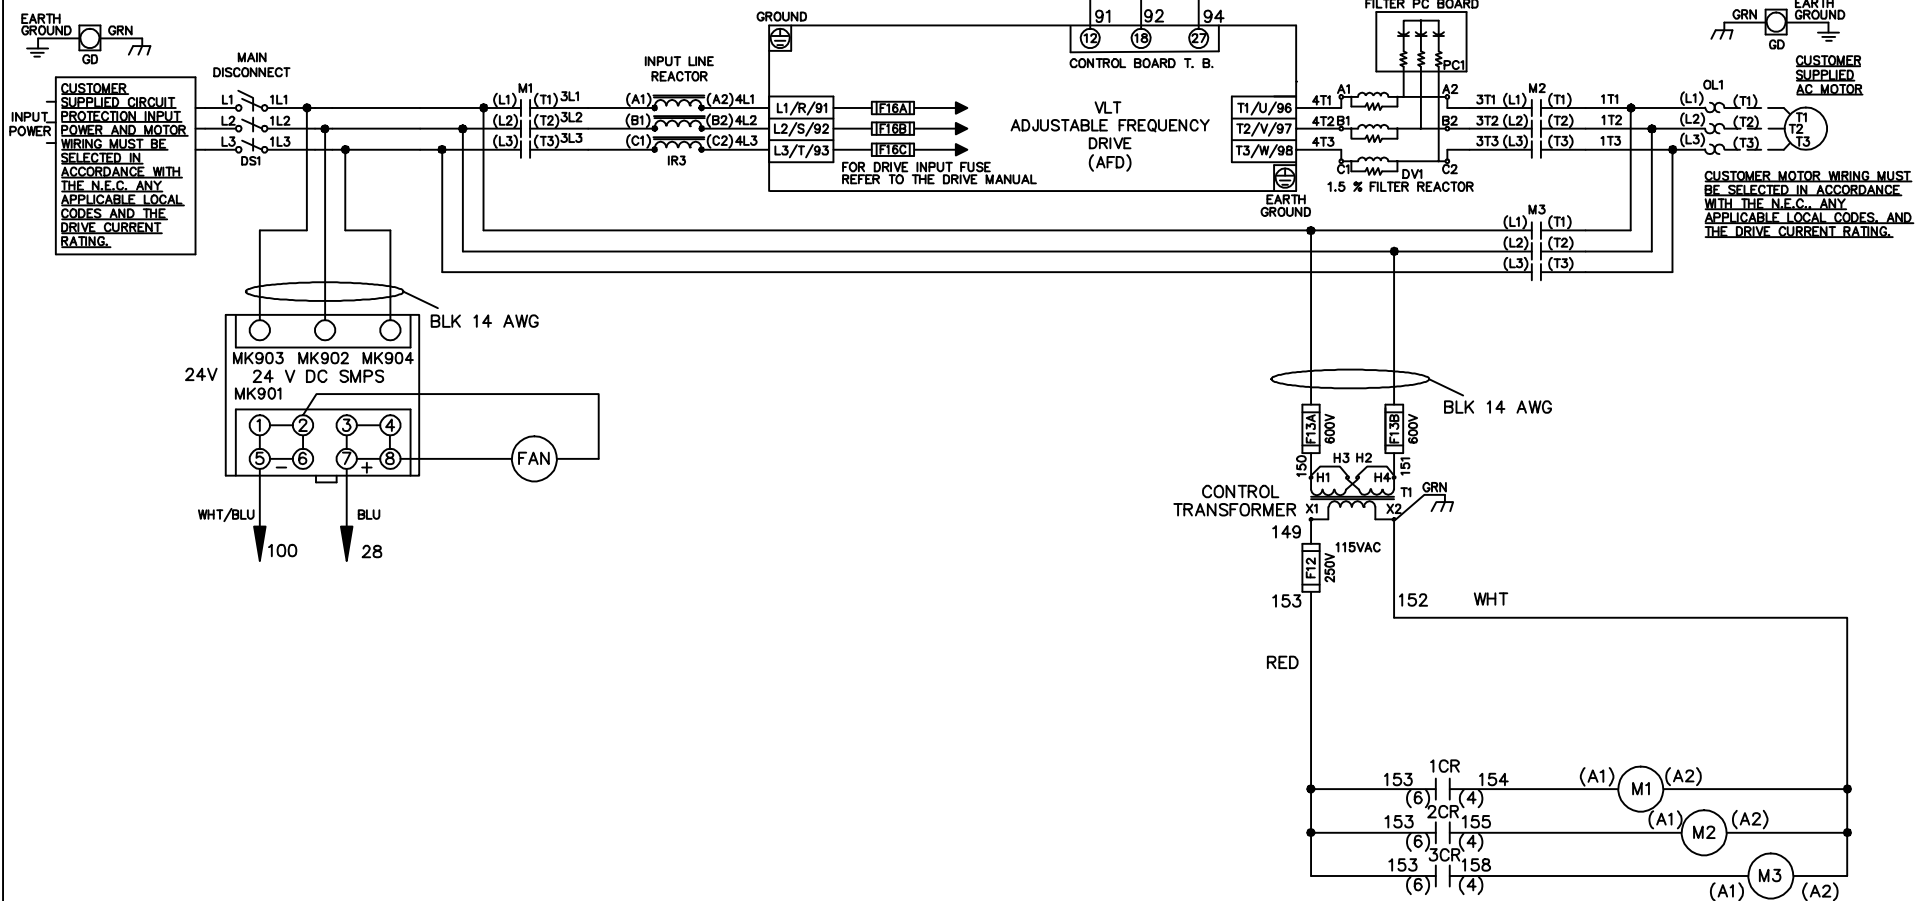 EARTH
GROUND
GRN
GD
GROUND
91 92 94
12 18 27
CONTROL BOARD T. B.
FILTER PC BOARD
PC1
EARTH
GROUND
GRN
GD
CUSTOMER
SUPPLIED
AC MOTOR
INPUT
POWER
CUSTOMER
SUPPLIED CIRCUIT
PROTECTION INPUT
POWER AND MOTOR
WIRING MUST BE
SELECTED IN
ACCORDANCE WITH
THE N.E.C. ANY
APPLICABLE LOCAL
CODES AND THE
DRIVE CURRENT
RATING.
MAIN
DISCONNECT
L1 1L1
L2 1L2
L3 1L3
DS1
M1
(L1) (T1) 3L1
(L2) (T2) 3L2
(L3) (T3) 3L3
INPUT LINE
REACTOR
(A1) (A2) 4L1
(B1) (B2) 4L2
(C1) (C2) 4L3
IR3
L1/R/91
L2/S/92
L3/T/93
F16A
F16B
F16C
FOR DRIVE INPUT FUSE
REFER TO THE DRIVE MANUAL
VLT
ADJUSTABLE FREQUENCY
DRIVE
(AFD)
T1/U/96
T2/V/97
T3/W/98
EARTH
GROUND
4T1 A1 A2
4T2 B1 B2
4T3 C1 C2
DV1
1.5 % FILTER REACTOR
M2
3T1 (L1) (T1) 1T1
3T2 (L2) (T2) 1T2
3T3 (L3) (T3) 1T3
OL1
(L1) (T1)
(L2) (T2)
(L3) (T3)
T1
T2
T3
CUSTOMER MOTOR WIRING MUST
BE SELECTED IN ACCORDANCE
WITH THE N.E.C., ANY
APPLICABLE LOCAL CODES, AND
THE DRIVE CURRENT RATING.
M3
(L1) (T1)
(L2) (T2)
(L3) (T3)
BLK 14 AWG
MK903 MK902 MK904
24V
24 V DC SMPS
MK901
1 2 3 4
5 – 6 7 + 8
FAN
WHT/BLU
BLU
100
28
BLK 14 AWG
F13A
600V
F13B
600V
150
151
H3 H2
H1 H4
T1
GRN
CONTROL
TRANSFORMER
X1 X2
149
115VAC
F12
250V
153
152
WHT
RED
1CR
153 154
(6) (4)
(A1) M1 (A2)
2CR
153 155
(6) (4)
(A1) M2 (A2)
3CR
153 158
(6) (4)
(A1) M3 (A2)